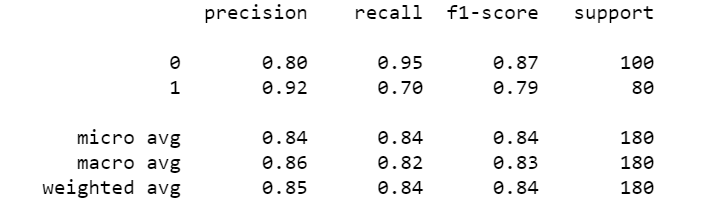 precision recall f1-score support
0 0.80 0.95 0.87 100
1 0.92 0.70 0.79 80
micro avg 0.84 0.84 0.84 180
macro avg 0.86 0.82 0.83 180
weighted avg 0.85 0.84 0.84 180